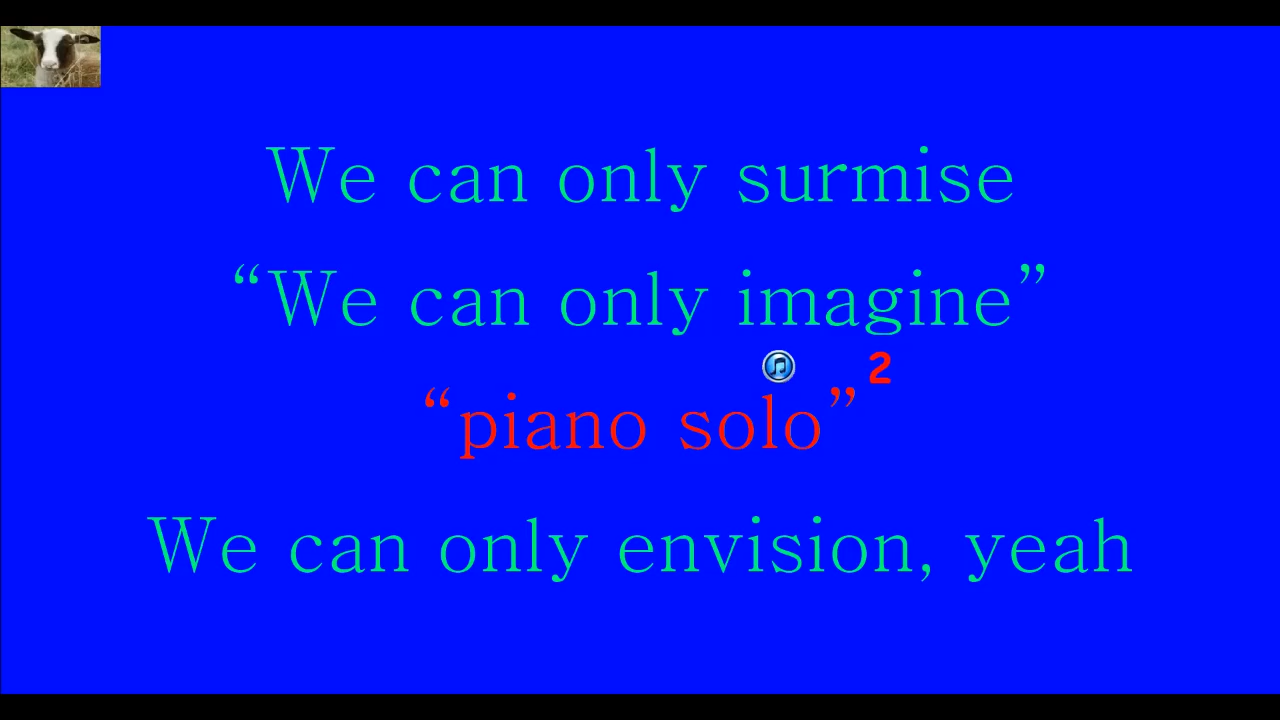 We can only surmise
“We can only imagine”
2
“piano solo”
We can only envision, yeah